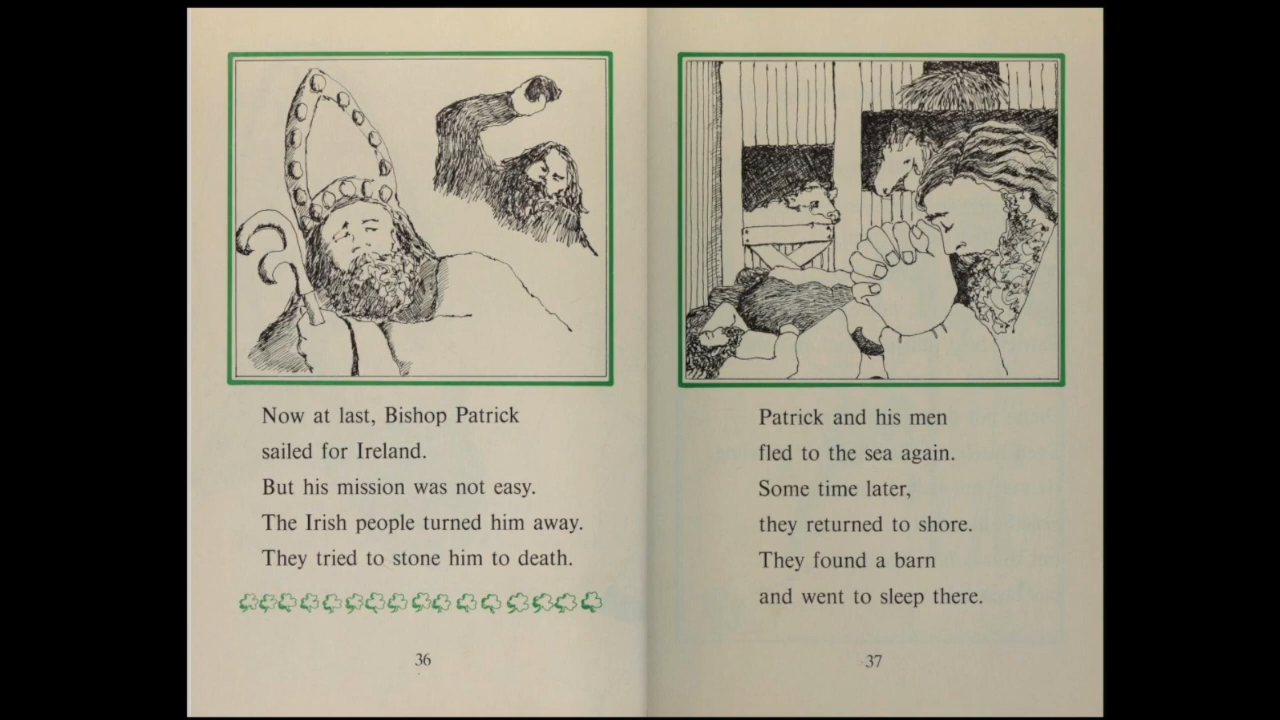 Now at last, Bishop Patrick
sailed for Ireland.
But his mission was not easy.
The Irish people turned him away.
They tried to stone him to death.
36
Patrick and his men
fled to the sea again.
Some time later,
they returned to shore.
They found a barn
and went to sleep there.
37